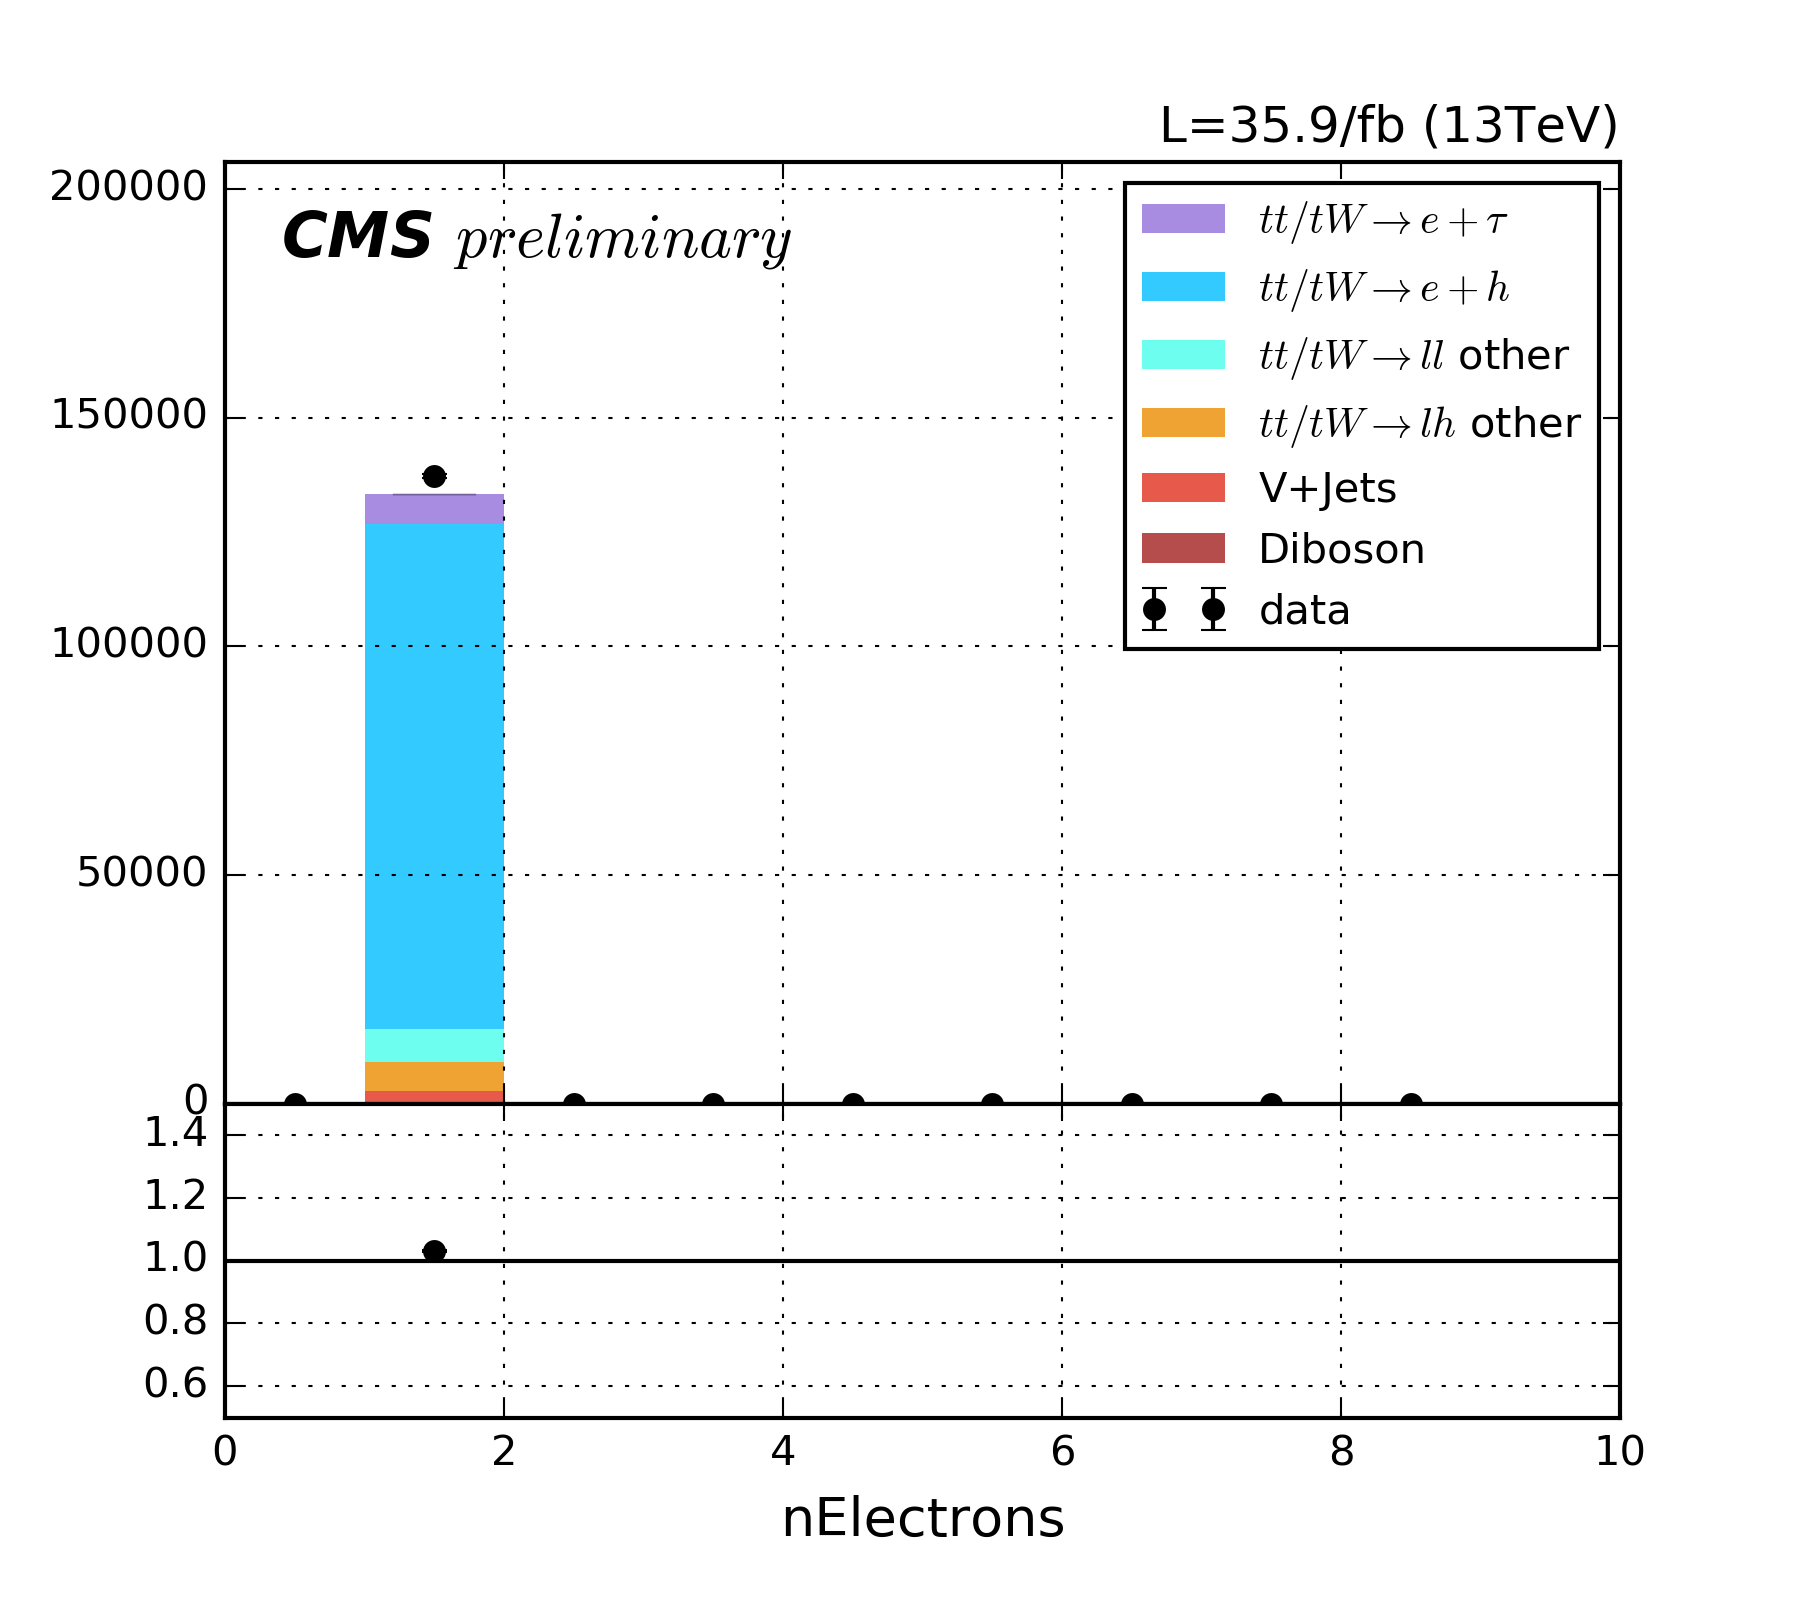 L=35.9/fb (13TeV)
CMS preliminary
200000
150000
100000
50000
0
tt/tW→e+τ
tt/tW→e+h
tt/tW→ll other
tt/tW→lh other
V+Jets
Diboson
data
1.4
1.2
1.0
0.8
0.6
0 2 4 6 8 10
nElectrons